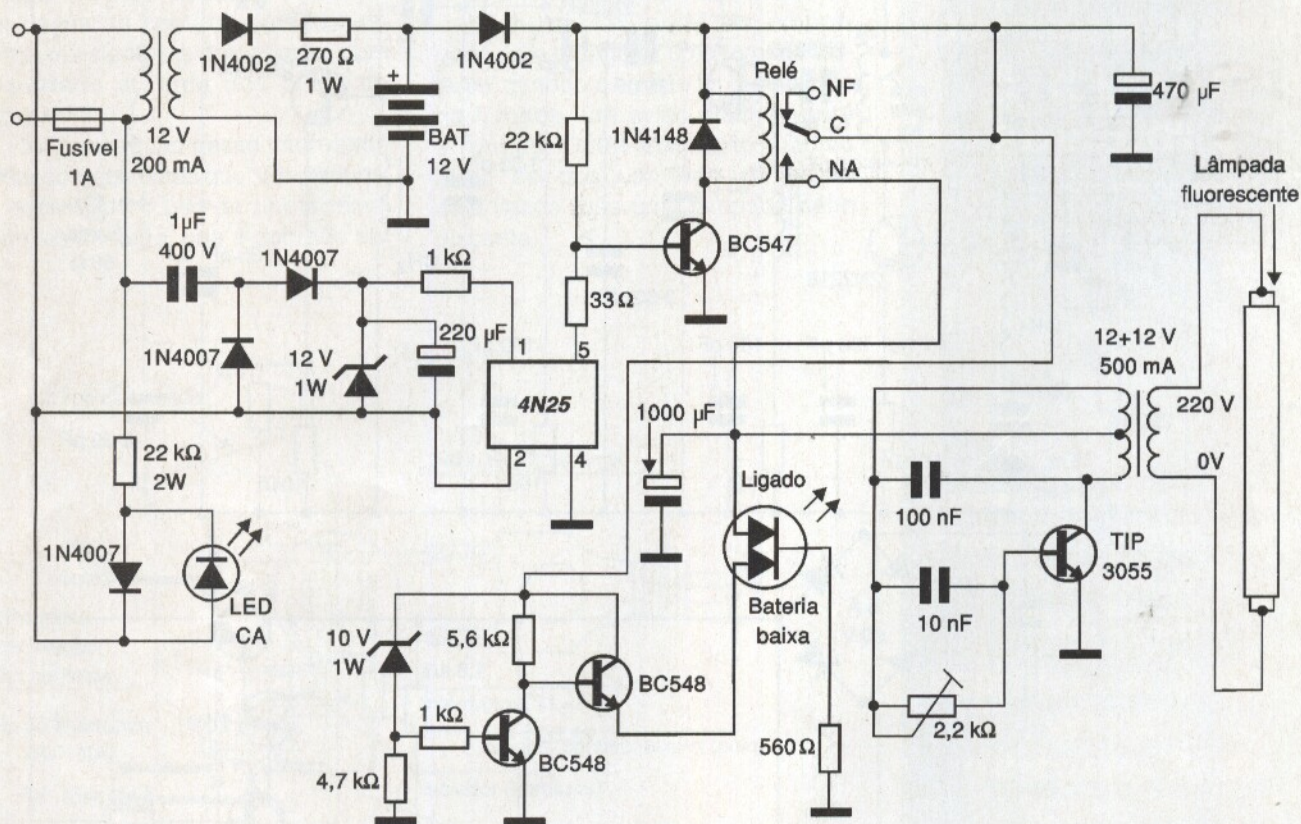 1N4002
270 Ω
1 W
1N4002
+
BAT
12 V
Fusível
1A
12 V
200 mA
22 kΩ
1N4148
Relé
NF
C
NA
470 µF
Lâmpada
fluorescente
1µF
400 V
1N4007
1 kΩ
BC547
33 Ω
1N4007
12 V
1W
220 µF
1
5
4N25
2
4
12+12 V
500 mA
220 V
0V
1000 µF
22 kΩ
2W
Ligado
100 nF
TIP
3055
1N4007
LED
CA
Bateria
baixa
10 nF
10 V
1W
5,6 kΩ
BC548
1 kΩ
BC548
4,7 kΩ
560 Ω
2,2 kΩ